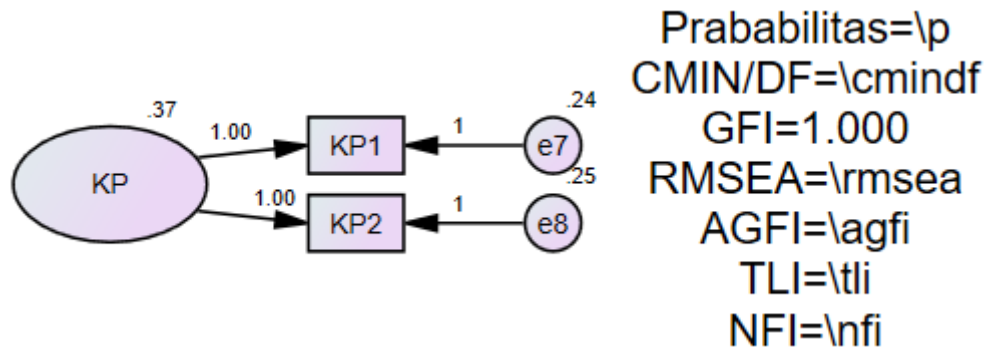 .37
KP
1.00
KP1
1
.24
e7
1.00
KP2
1
.25
e8
Prababilitas=\p
CMIN/DF=\cmindf
GFI=1.000
RMSEA=\rmsea
AGFI=\agfi
TLI=\tli
NFI=\nfi